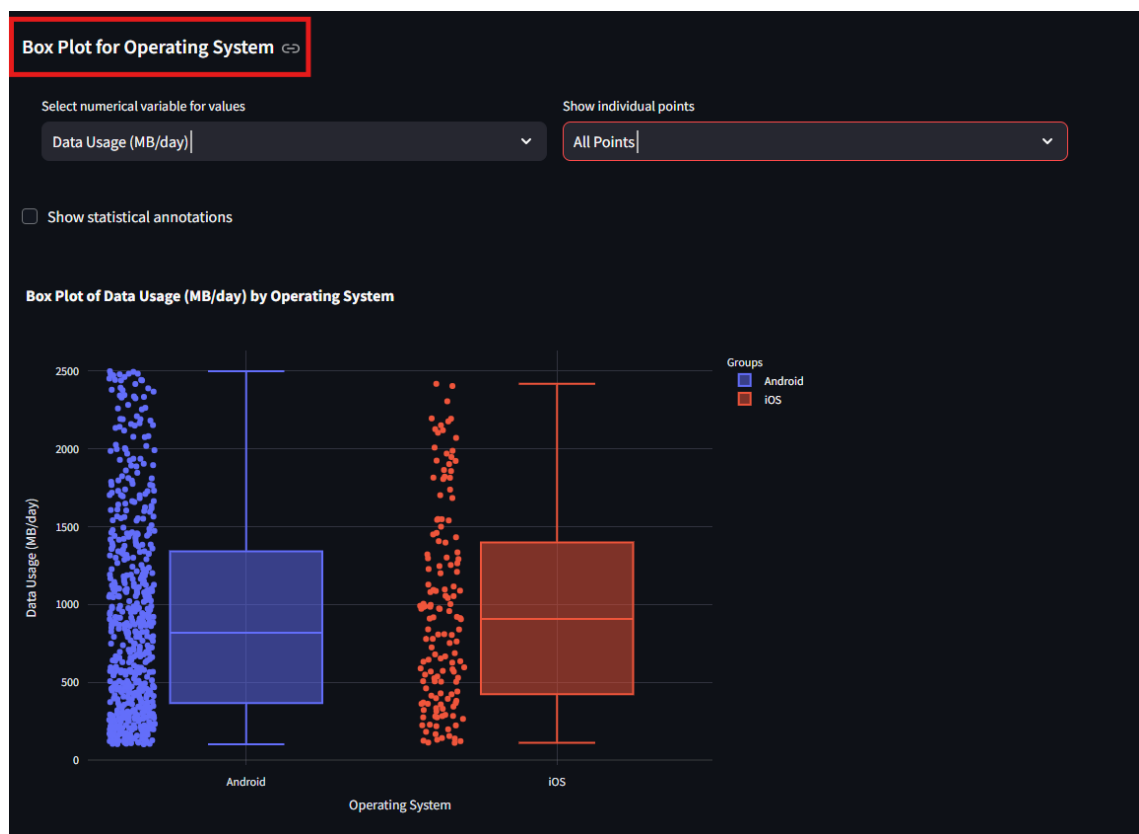 Box Plot for Operating System
Select numerical variable for values
Show individual points
Data Usage (MB/day)
All Points
Show statistical annotations
Box Plot of Data Usage (MB/day) by Operating System
Groups
Android
iOS
2500
2000
1500
1000
500
0
Data Usage (MB/day)
Android
iOS
Operating System